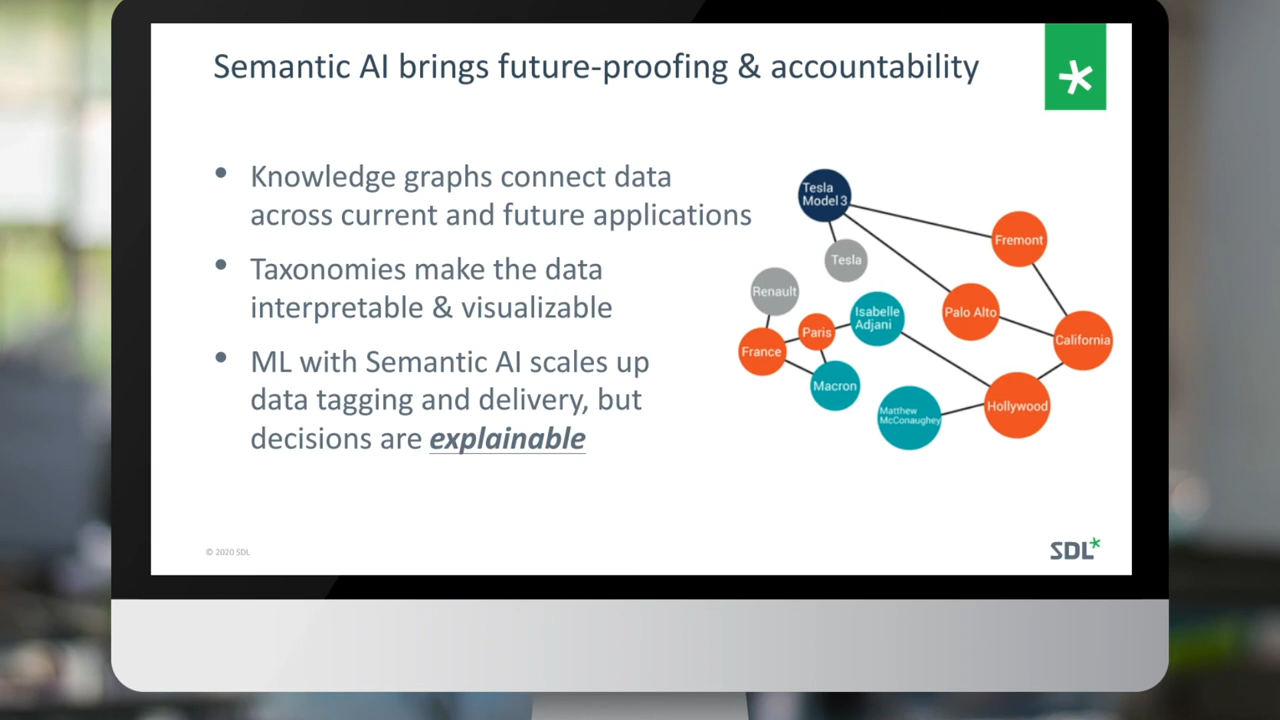 Semantic AI brings future-proofing & accountability
• Knowledge graphs connect data
across current and future applications
• Taxonomies make the data
interpretable & visualizable
• ML with Semantic AI scales up
data tagging and delivery, but
decisions are explainable
Tesla
Model 3
Fremont
Tesla
Renault
Isabelle
Adjani
Palo Alto
Paris
California
France
Macron
Matthew
McConaughey
Hollywood
© 2020 SDL
SDL*